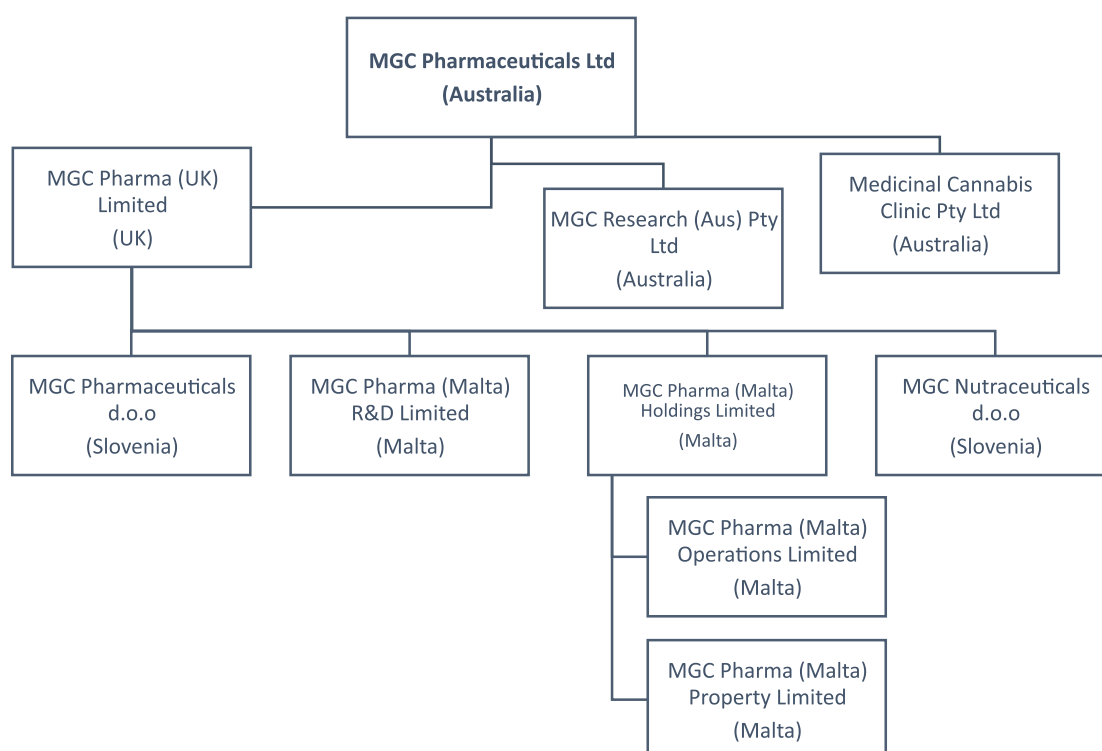 MGC Pharmaceuticals Ltd
(Australia)
MGC Pharma (UK)
Limited
(UK)
MGC Research (Aus) Pty
Ltd
(Australia)
Medicinal Cannabis
Clinic Pty Ltd
(Australia)
MGC Pharmaceuticals
d.o.o
(Slovenia)
MGC Pharma (Malta)
R&D Limited
(Malta)
MGC Pharma (Malta)
Holdings Limited
(Malta)
MGC Nutraceuticals
d.o.o
(Slovenia)
MGC Pharma (Malta)
Operations Limited
(Malta)
MGC Pharma (Malta)
Property Limited
(Malta)